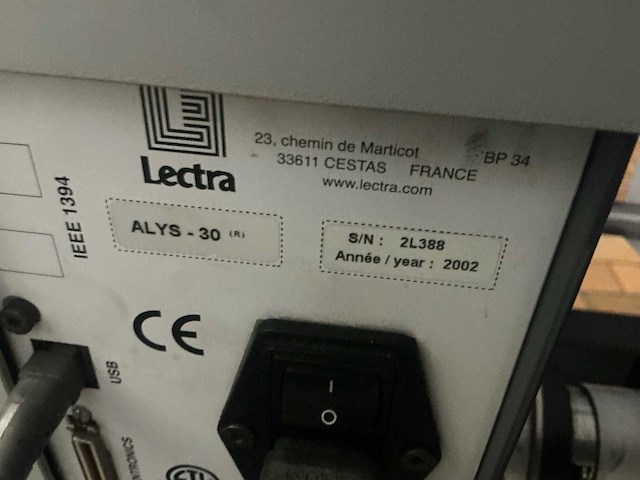 Lectra
23, chemin de Marticot BP 34
33611 CESTAS FRANCE
www.lectra.com
IEEE 1394
ALYS - 30 (R)
S/N : 2L388
Année / year : 2002
CE
USB
I
O